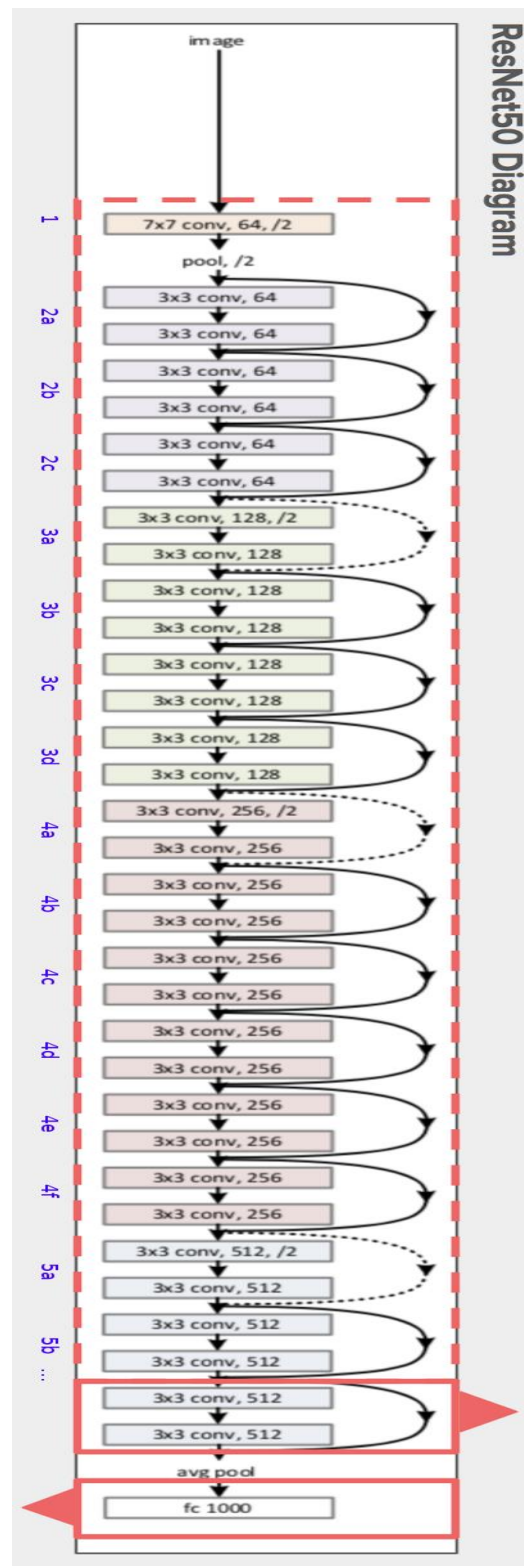 ResNet50 Diagram
image
1
7x7 conv, 64, /2
pool, /2
2a
3x3 conv, 64
3x3 conv, 64
2b
3x3 conv, 64
3x3 conv, 64
2c
3x3 conv, 64
3x3 conv, 64
3a
3x3 conv, 128, /2
3x3 conv, 128
3b
3x3 conv, 128
3x3 conv, 128
3c
3x3 conv, 128
3x3 conv, 128
3d
3x3 conv, 128
3x3 conv, 128
4a
3x3 conv, 256, /2
3x3 conv, 256
4b
3x3 conv, 256
3x3 conv, 256
4c
3x3 conv, 256
3x3 conv, 256
4d
3x3 conv, 256
3x3 conv, 256
4e
3x3 conv, 256
3x3 conv, 256
4f
3x3 conv, 256
3x3 conv, 256
5a
3x3 conv, 512, /2
3x3 conv, 512
5b ...
3x3 conv, 512
3x3 conv, 512
3x3 conv, 512
3x3 conv, 512
avg pool
fc 1000